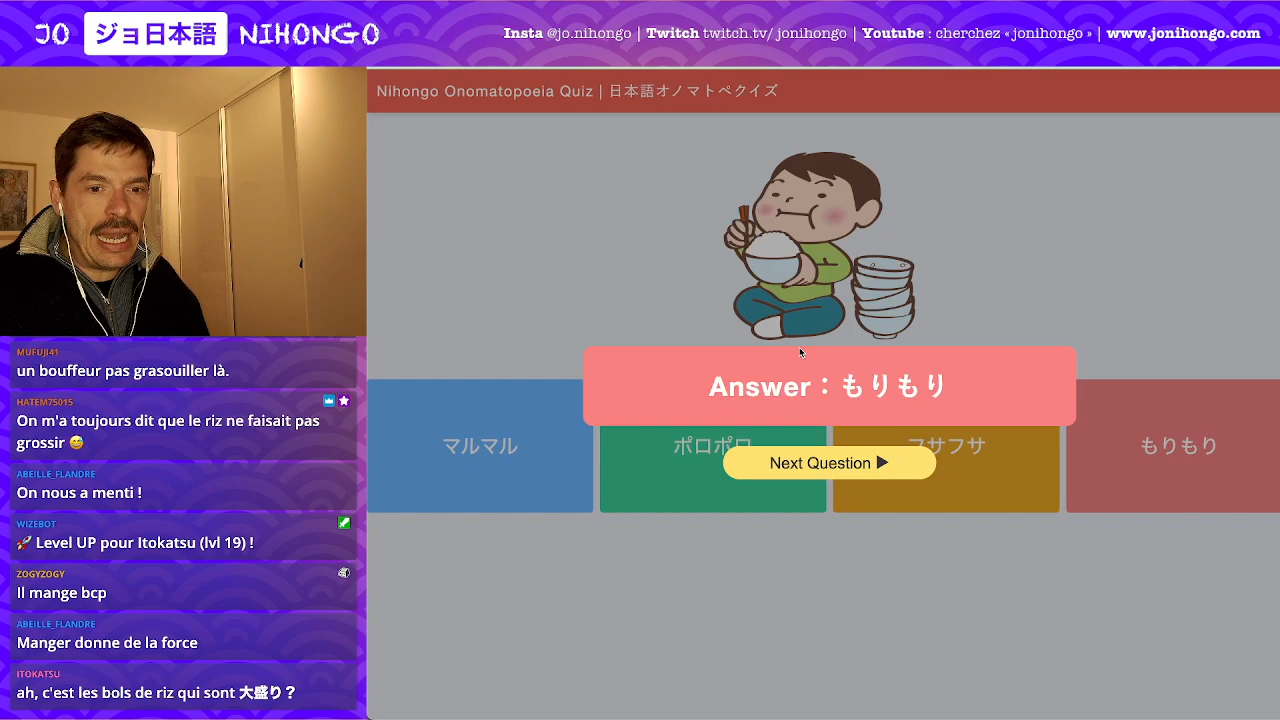 JO ジョ日本語 NIHONGO
Insta @jo.nihongo | Twitch twitch.tv/ jonihongo | Youtube : cherchez « jonihongo » | www.jonihongo.com
Nihongo Onomatopoeia Quiz | 日本語オノマトペクイズ
Answer：もりもり
マルマル
ポロポロ
フサフサ
もりもり
Next Question ▶
MUFUJI41
un bouffeur pas grasouiller là.
HATEM75015
On m'a toujours dit que le riz ne faisait pas
grossir 😅
ABEILLE_FLANDRE
On nous a menti !
WIZEBOT
🚀 Level UP pour Itokatsu (lvl 19) !
ZOGYZOGY
Il mange bcp
ABEILLE_FLANDRE
Manger donne de la force
ITOKATSU
ah, c'est les bols de riz qui sont 大盛り？